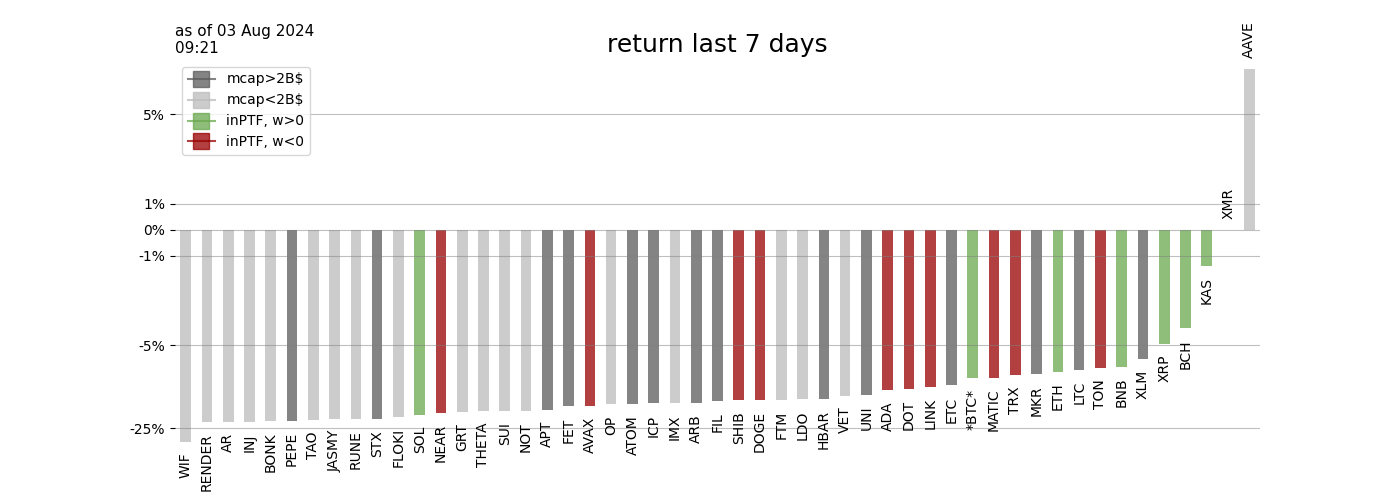 as of 03 Aug 2024
09:21
return last 7 days
mcap>2B$
mcap<2B$
inPTF, w>0
inPTF, w<0
5%
1%
0%
-1%
-5%
-25%
WIF
RENDER
AR
INJ
BONK
PEPE
TAO
JASMY
RUNE
STX
FLOKI
SOL
NEAR
GRT
THETA
SUI
NOT
APT
FET
AVAX
OP
ATOM
ICP
IMX
ARB
FIL
SHIB
DOGE
FTM
LDO
HBAR
VET
UNI
ADA
DOT
LINK
ETC
*BTC*
MATIC
TRX
MKR
ETH
LTC
TON
BNB
XLM
XRP
BCH
KAS
XMR
AAVE